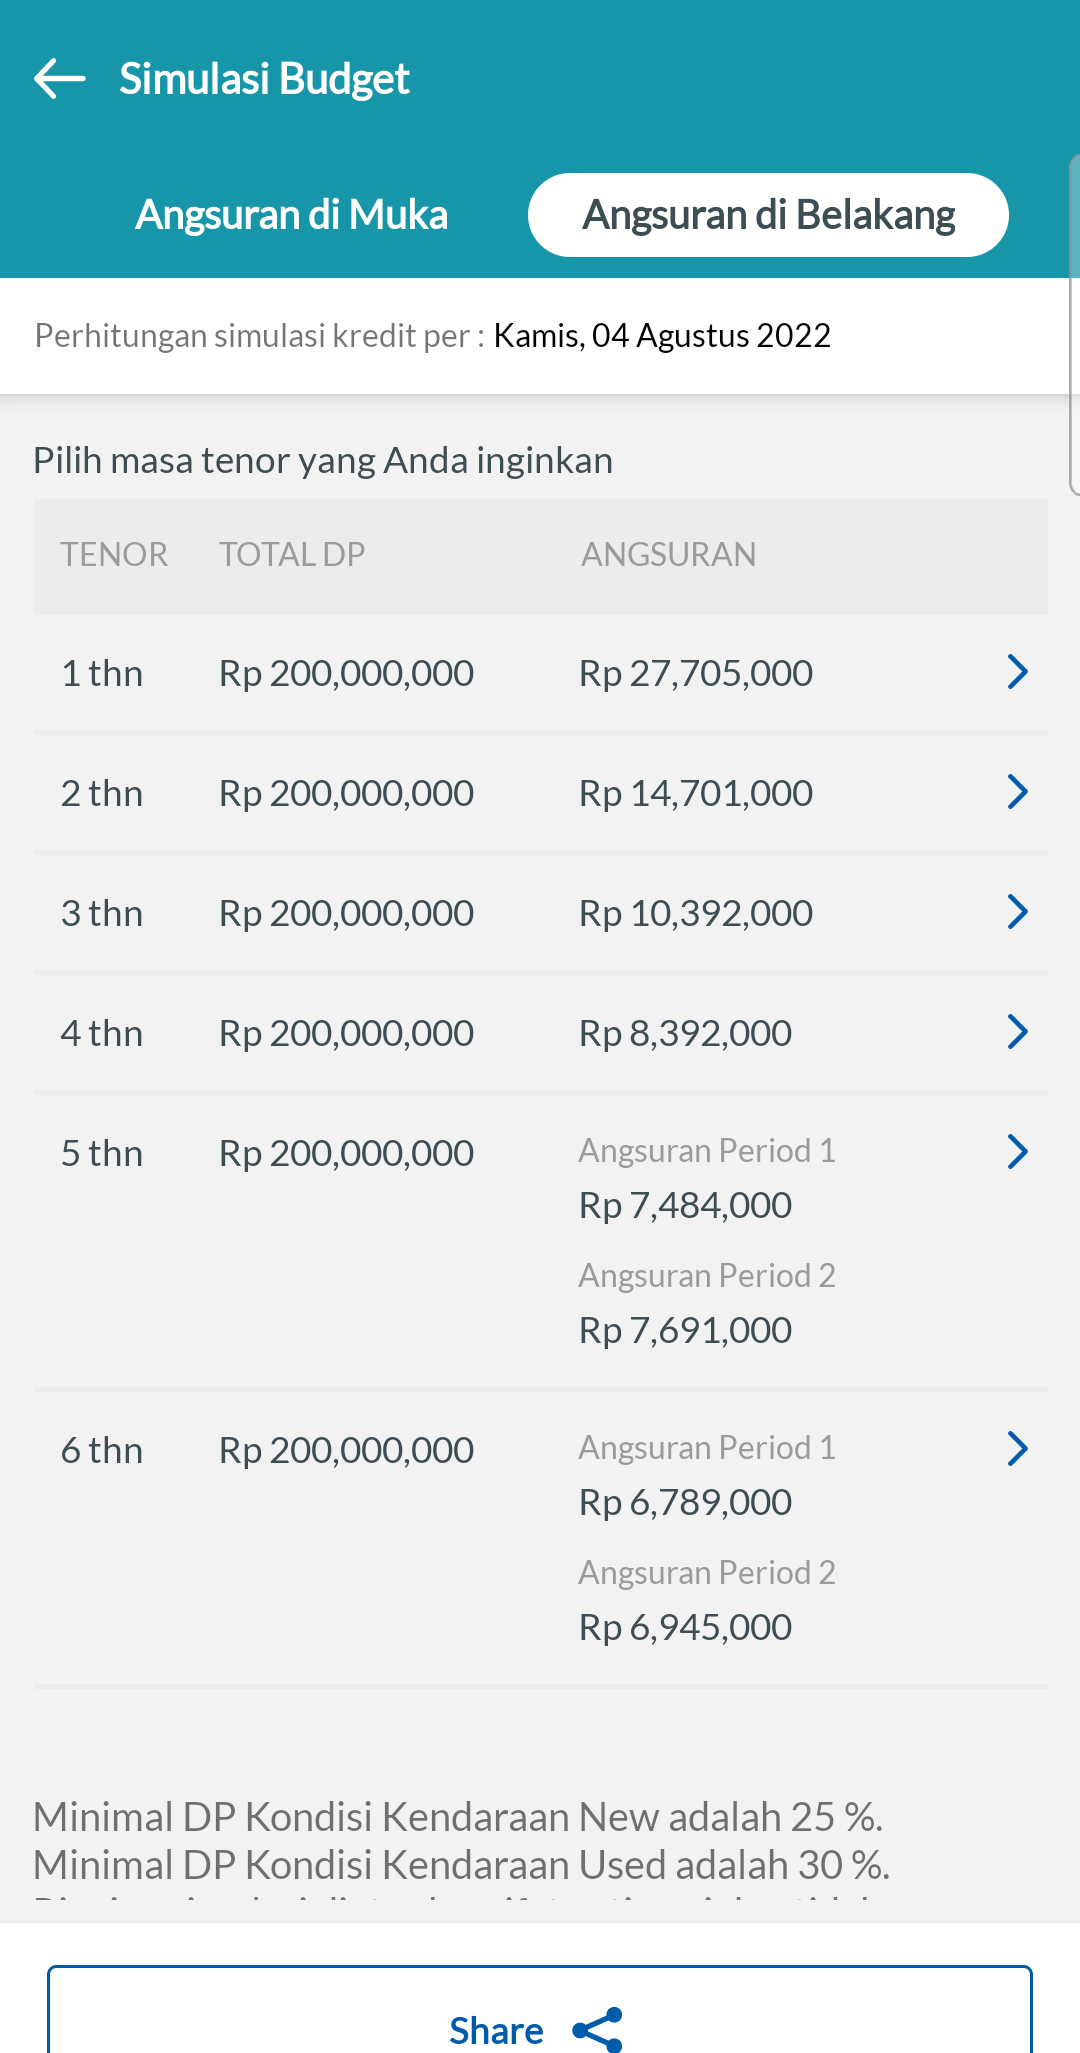 Simulasi Budget
Angsuran di Muka Angsuran di Belakang
Perhitungan simulasi kredit per : Kamis, 04 Agustus 2022
Pilih masa tenor yang Anda inginkan
TENOR TOTAL DP ANGSURAN
1 thn Rp 200,000,000 Rp 27,705,000
2 thn Rp 200,000,000 Rp 14,701,000
3 thn Rp 200,000,000 Rp 10,392,000
4 thn Rp 200,000,000 Rp 8,392,000
5 thn Rp 200,000,000 Angsuran Period 1
Rp 7,484,000
Angsuran Period 2
Rp 7,691,000
6 thn Rp 200,000,000 Angsuran Period 1
Rp 6,789,000
Angsuran Period 2
Rp 6,945,000
Minimal DP Kondisi Kendaraan New adalah 25 %.
Minimal DP Kondisi Kendaraan Used adalah 30 %.
Share